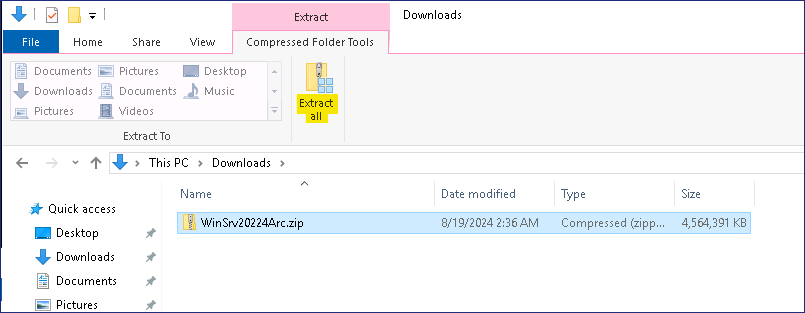 Extract
Downloads
File
Home
Share
View
Compressed Folder Tools
Documents
Pictures
Desktop
Downloads
Documents
Music
Pictures
Videos
Extract all
Extract To
This PC > Downloads >
Name
Date modified
Type
Size
Quick access
Desktop
Downloads
Documents
Pictures
WinSrv20224Arc.zip
8/19/2024 2:36 AM
Compressed (zipp...
4,564,391 KB